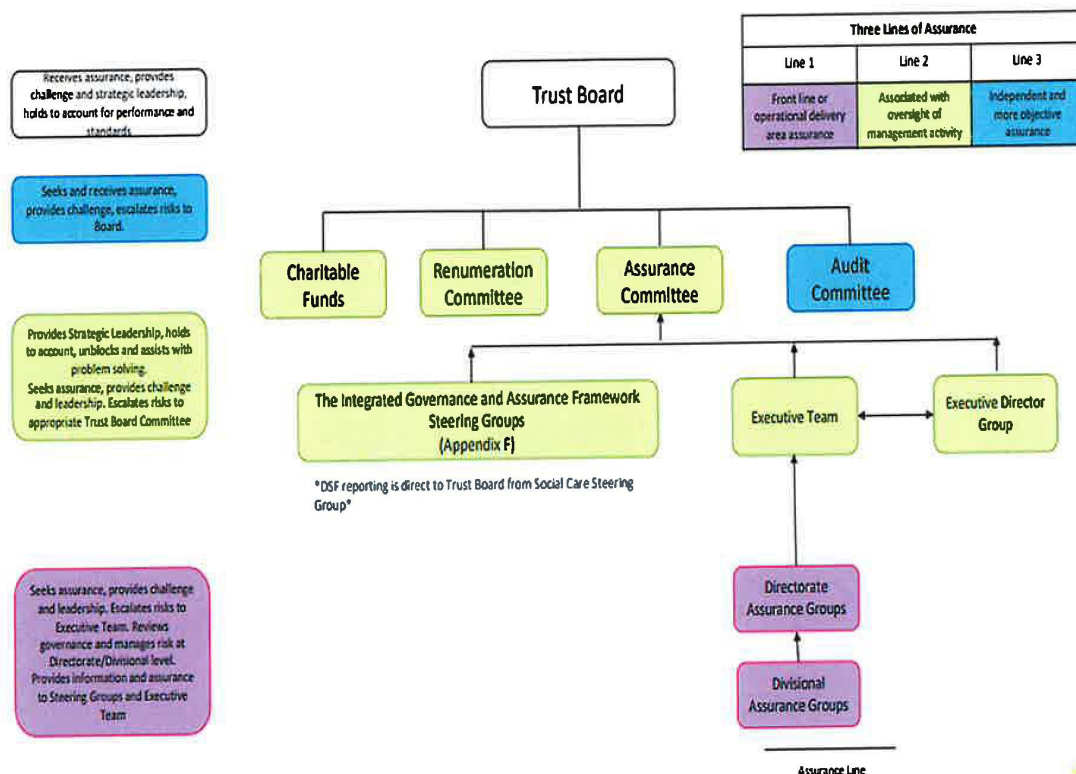 Receives assurance, provides
challenge and strategic leadership,
holds to account for performance and
standards.
Trust Board
Three Lines of Assurance
Line 1
Line 2
Line 3
Front line or
operational delivery
area assurance
Associated with
oversight of
management activity
Independent and
more objective
assurance
Seeks and receives assurance,
provides challenge, escalates risks to
Board.
Charitable
Funds
Renumeration
Committee
Assurance
Committee
Audit
Committee
Provides Strategic Leadership, holds
to account, unblocks and assists with
problem solving.
Seeks assurance, provides challenge
and leadership. Escalates risks to
appropriate Trust Board Committee
The Integrated Governance and Assurance Framework
Steering Groups
(Appendix F)
Executive Team
Executive Director
Group
*DSF reporting is direct to Trust Board from Social Care Steering
Group*
Seeks assurance, provides challenge
and leadership. Escalates risks to
Executive Team. Reviews
governance and manages risk at
Directorate/Divisional level.
Provides information and assurance
to Steering Groups and Executive
Team
Directorate
Assurance Groups
Divisional
Assurance Groups
Assurance Line